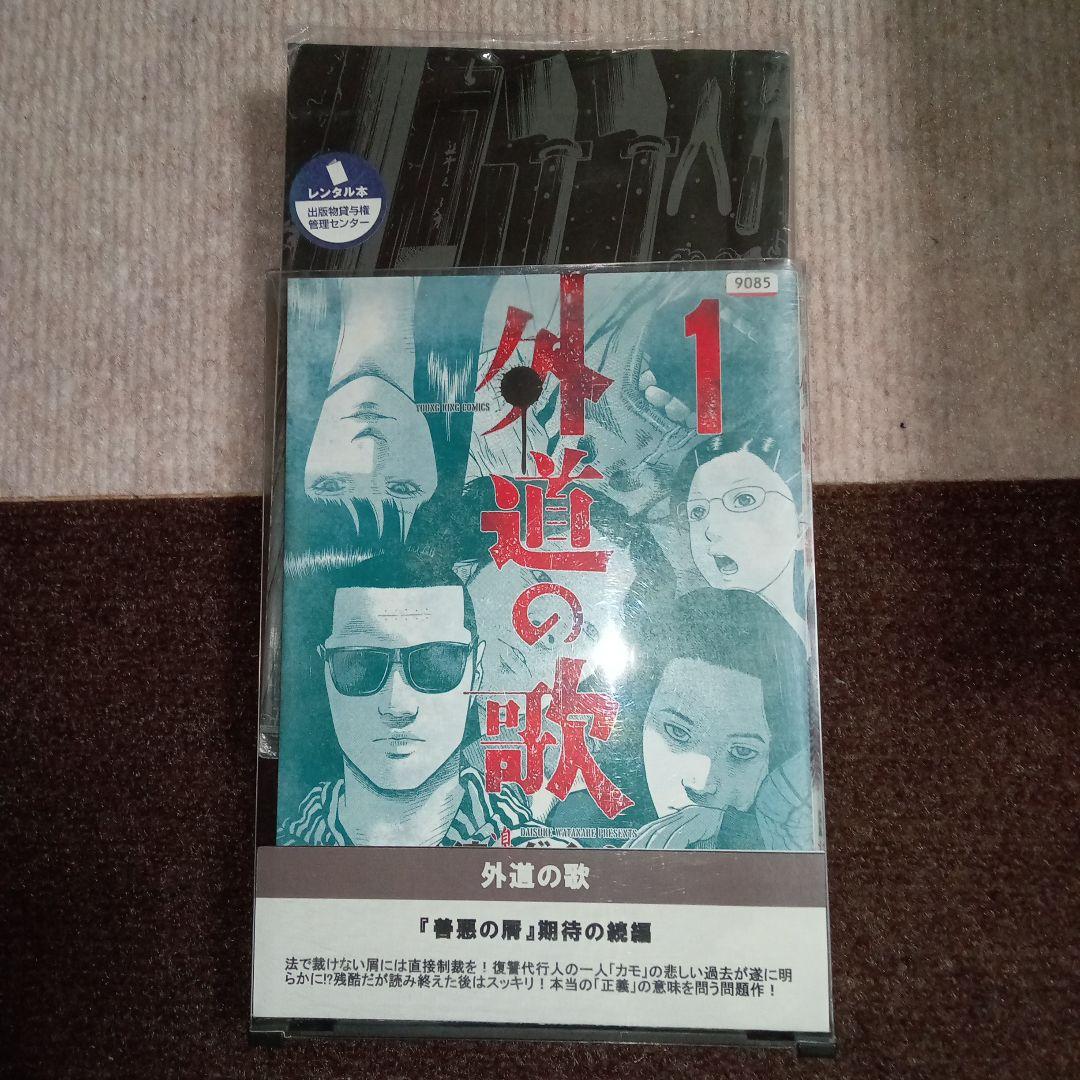 レンタル本
出版物貸与権
管理センター
9085
1
YOUNG KING COMICS
外道の歌
DAISUKE WATANABE PRESENTS
外道の歌
『善悪の屑』期待の続編
法で裁けない屑には直接制裁を！復讐代行人の一人「カモ」の悲しい過去が遂に明
らかに!?残酷だが読み終えた後はスッキリ！本当の「正義」の意味を問う問題作！